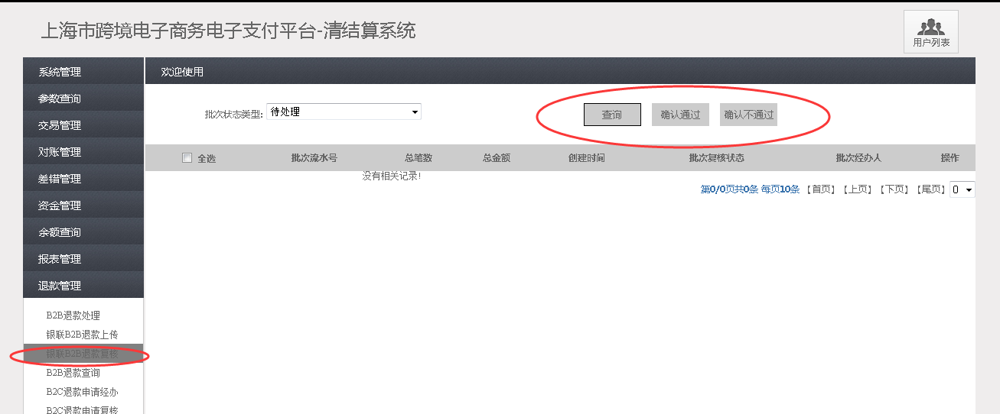 上海市跨境电子商务电子支付平台-清结算系统
用户列表
系统管理
参数查询
交易管理
对账管理
差错管理
资金管理
余额查询
报表管理
退款管理
B2B退款处理
银联B2B退款上传
银联B2B退款复核
B2B退款查询
B2C退款申请经办
B2C退款申请复核
欢迎使用
批次状态类型: 待处理 查询 确认通过 确认不通过
全选 批次流水号 总笔数 总金额 创建时间 批次复核状态 批次经办人 操作
没有相关记录!
第0/0页共0条 每页10条 【首页】 【上页】 【下页】 【尾页】 0